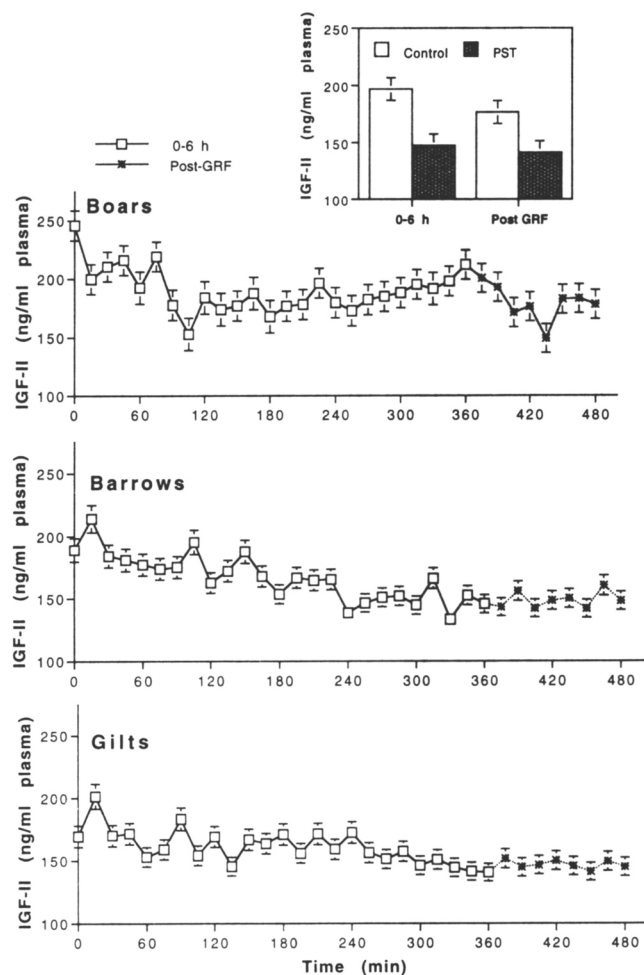 Control PST
IGF-II (ng/ml plasma)
250
200
150
100
0-6 h Post GRF
0-6 h
Post-GRF
Boars
IGF-II (ng/ml plasma)
250
200
150
100
0 60 120 180 240 300 360 420 480
Barrows
IGF-II (ng/ml plasma)
250
200
150
100
0 60 120 180 240 300 360 420 480
Gilts
IGF-II (ng/ml plasma)
250
200
150
100
0 60 120 180 240 300 360 420 480
Time (min)